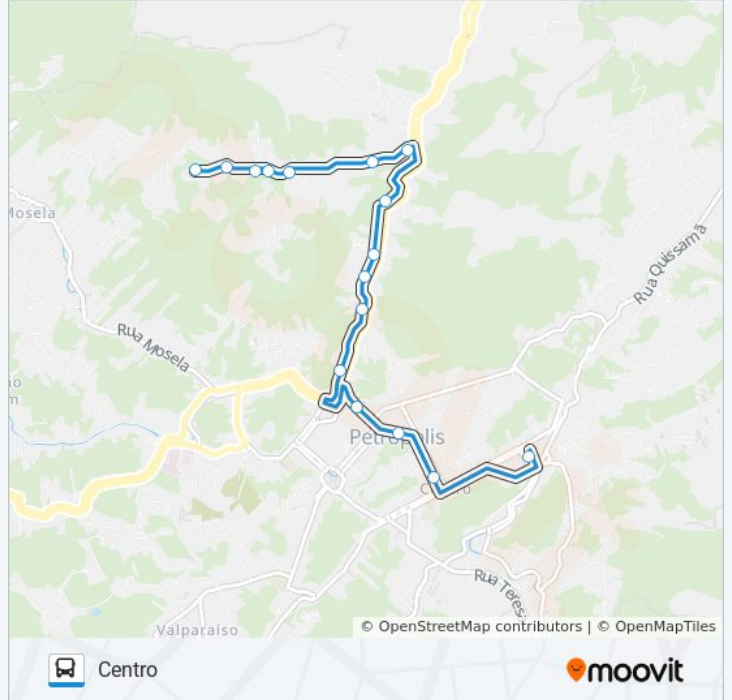 Mosela
Rua Quissamã
Rua Mosela
Petrópolis
Centro
Rua Teres
Valparaíso
© OpenStreetMap contributors | © OpenMapTiles
Centro
moovit